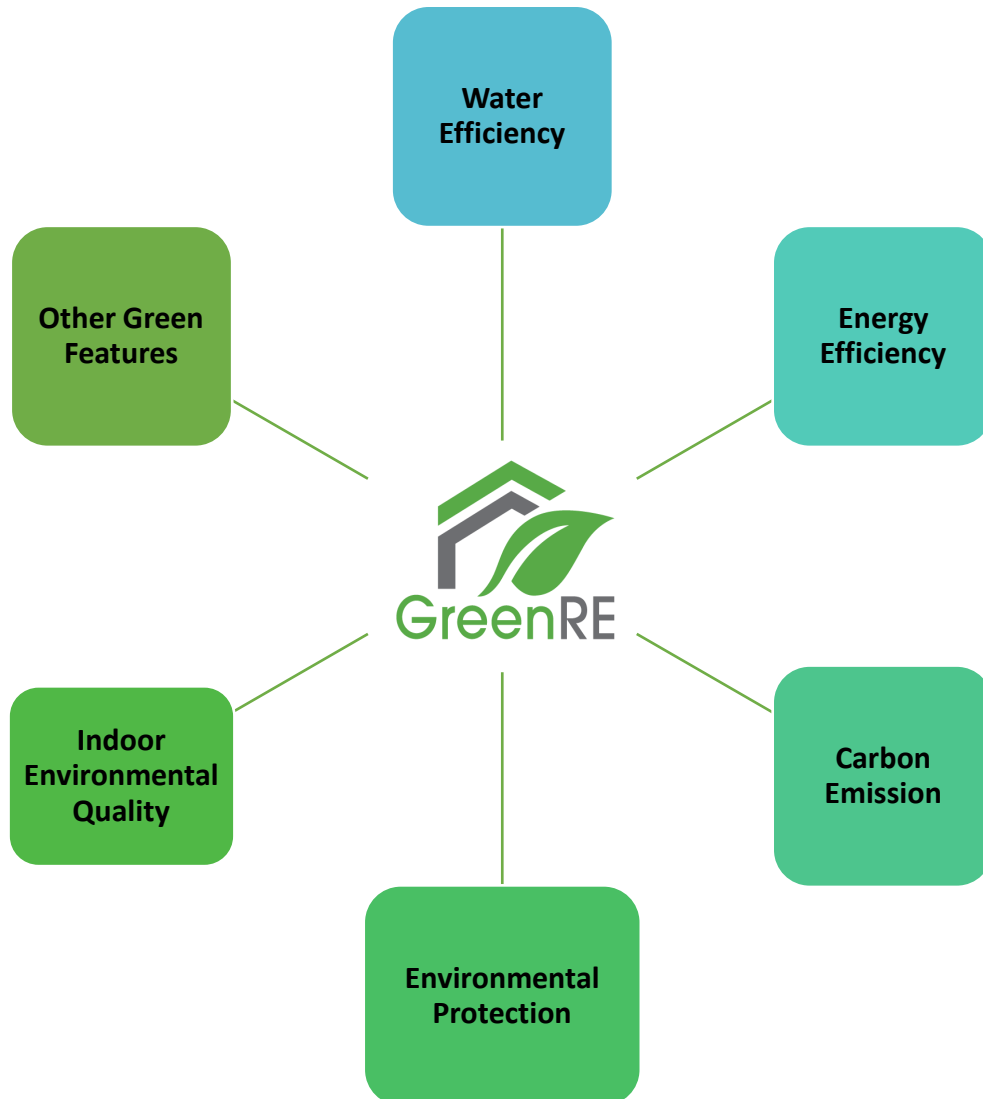 Water
Efficiency
Energy
Efficiency
Carbon
Emission
Environmental
Protection
Indoor
Environmental
Quality
Other Green
Features
GreenRE